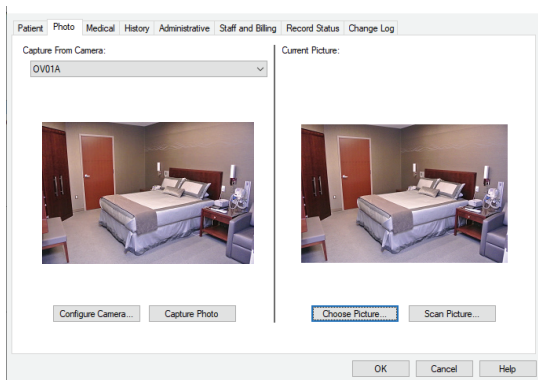 Patient Photo Medical History Administrative Staff and Billing Record Status Change Log
Capture From Camera:
OV01A
Configure Camera... Capture Photo
Current Picture:
Choose Picture... Scan Picture...
OK Cancel Help